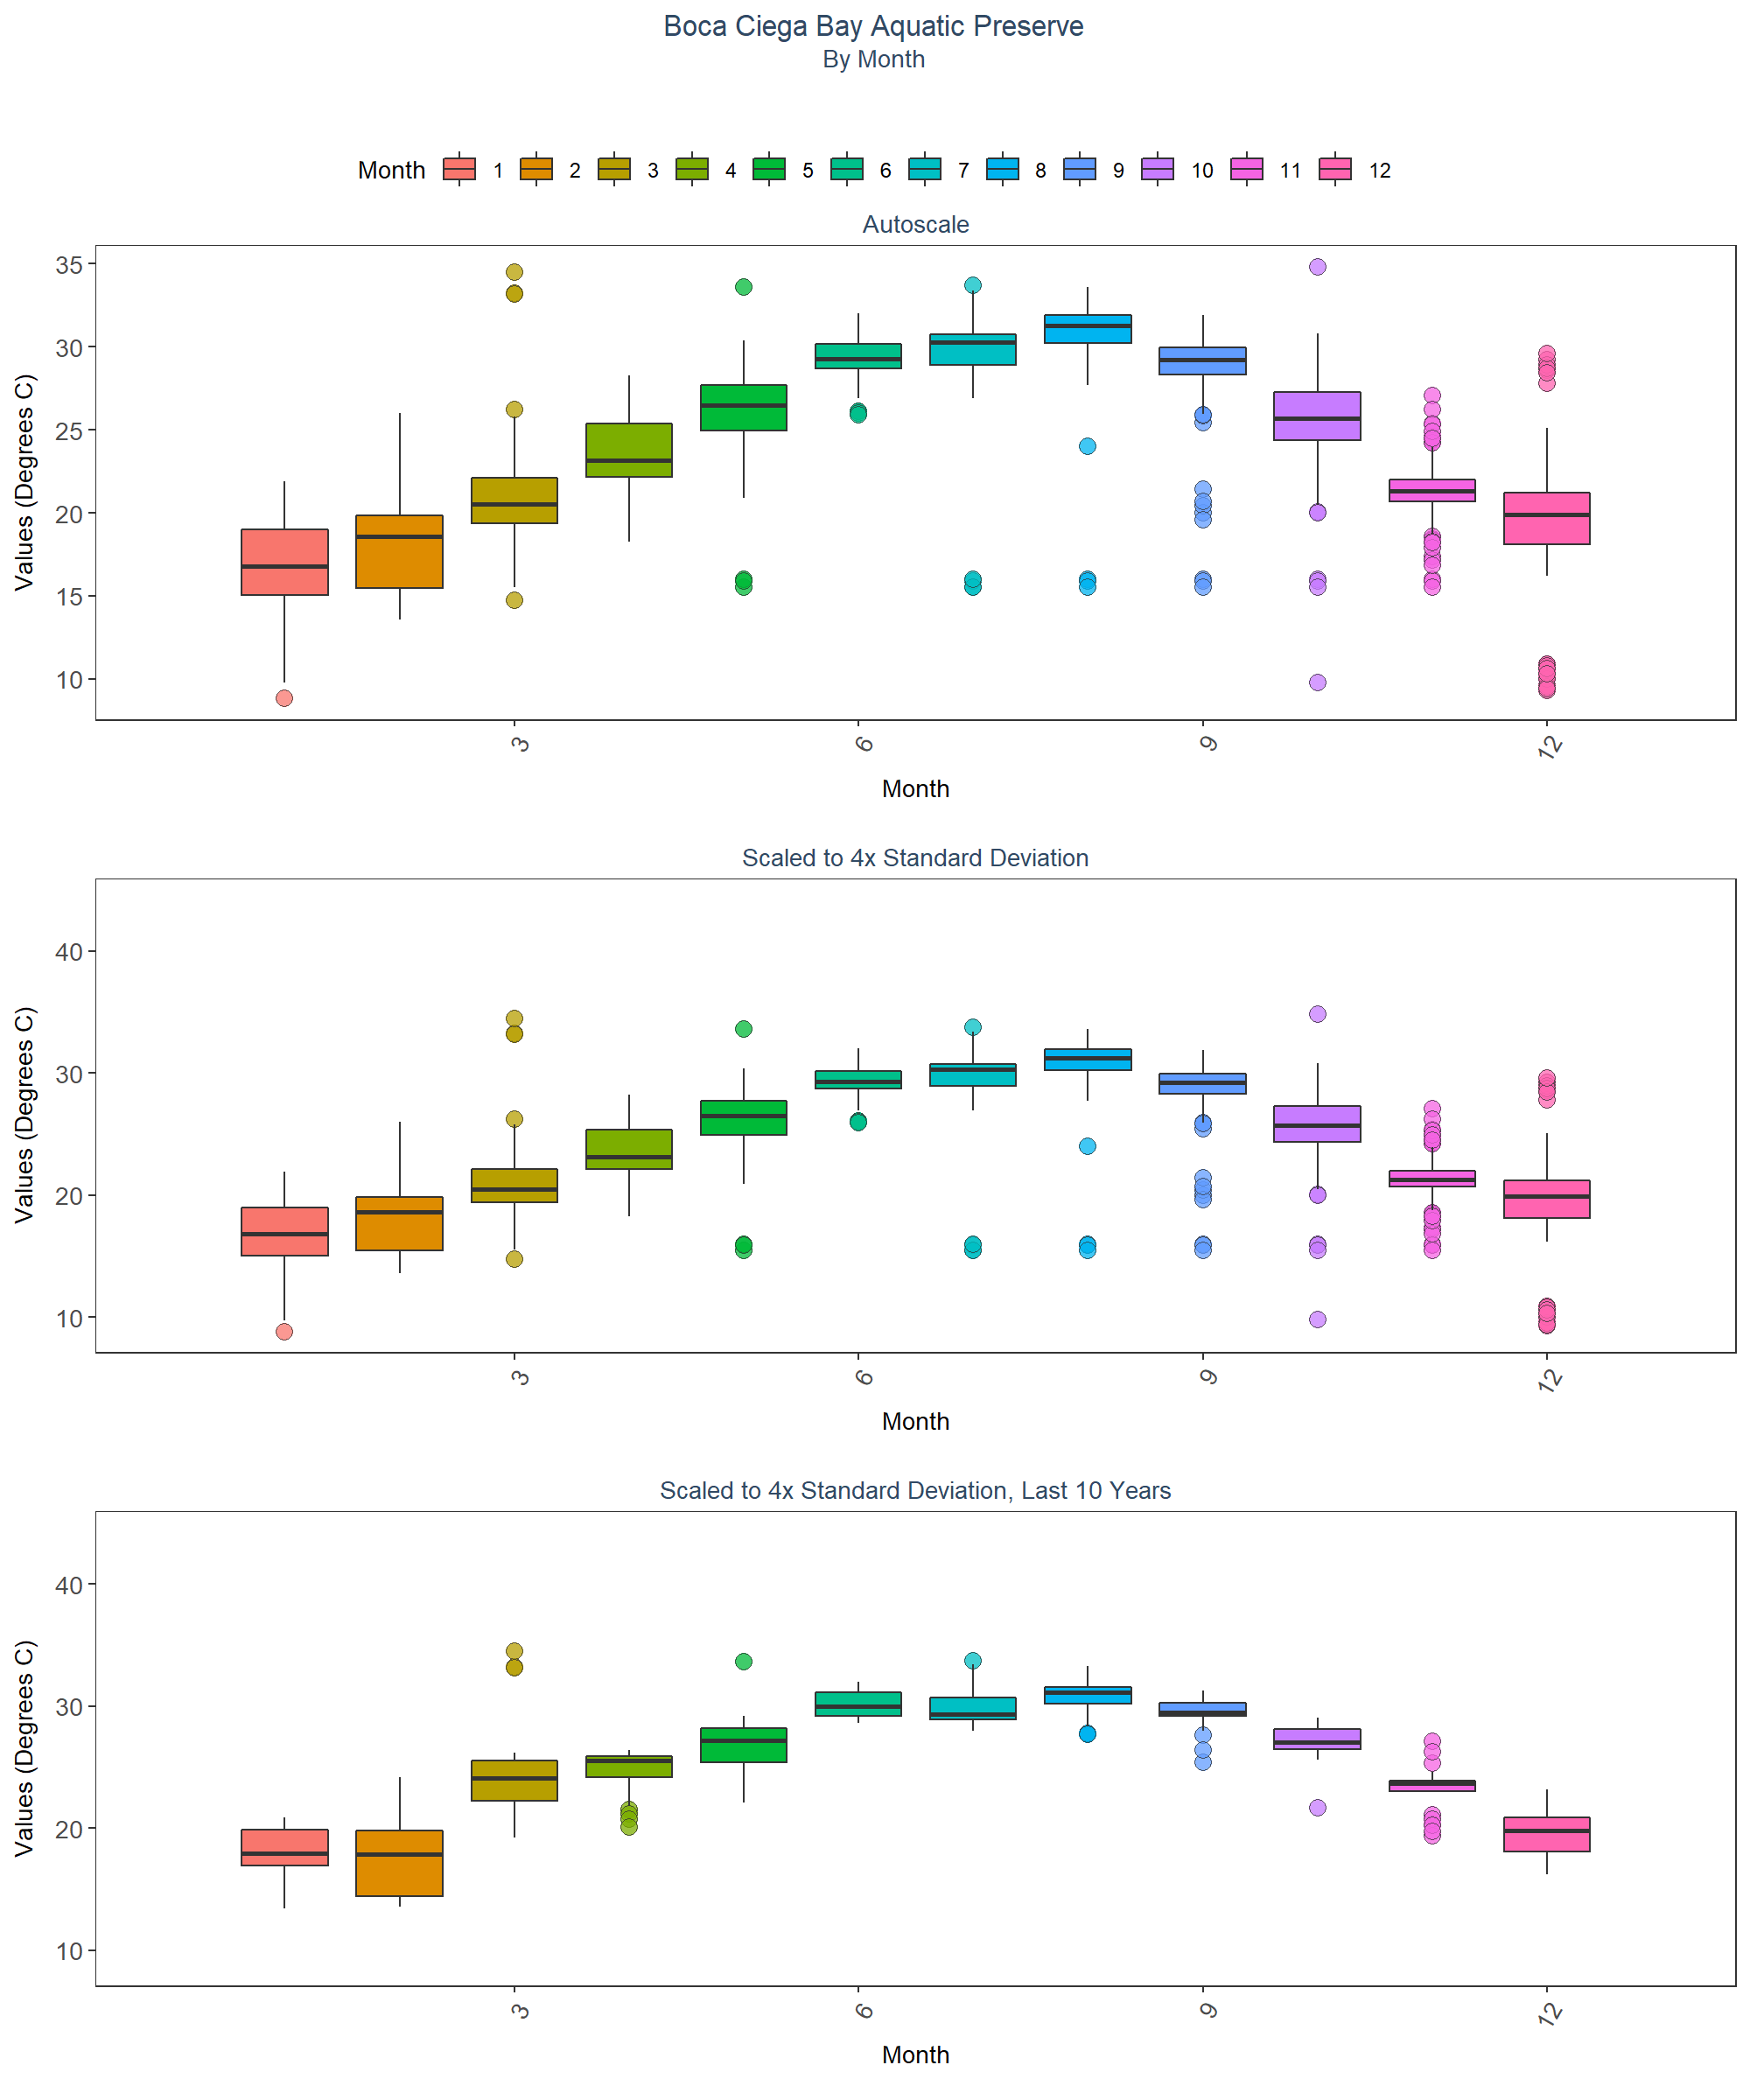 Boca Ciega Bay Aquatic Preserve
By Month
Month 1 2 3 4 5 6 7 8 9 10 11 12
Autoscale
Values (Degrees C)
35
30
25
20
15
10
3 6 9 12
Month
Scaled to 4x Standard Deviation
Values (Degrees C)
40
30
20
10
3 6 9 12
Month
Scaled to 4x Standard Deviation, Last 10 Years
Values (Degrees C)
40
30
20
10
3 6 9 12
Month